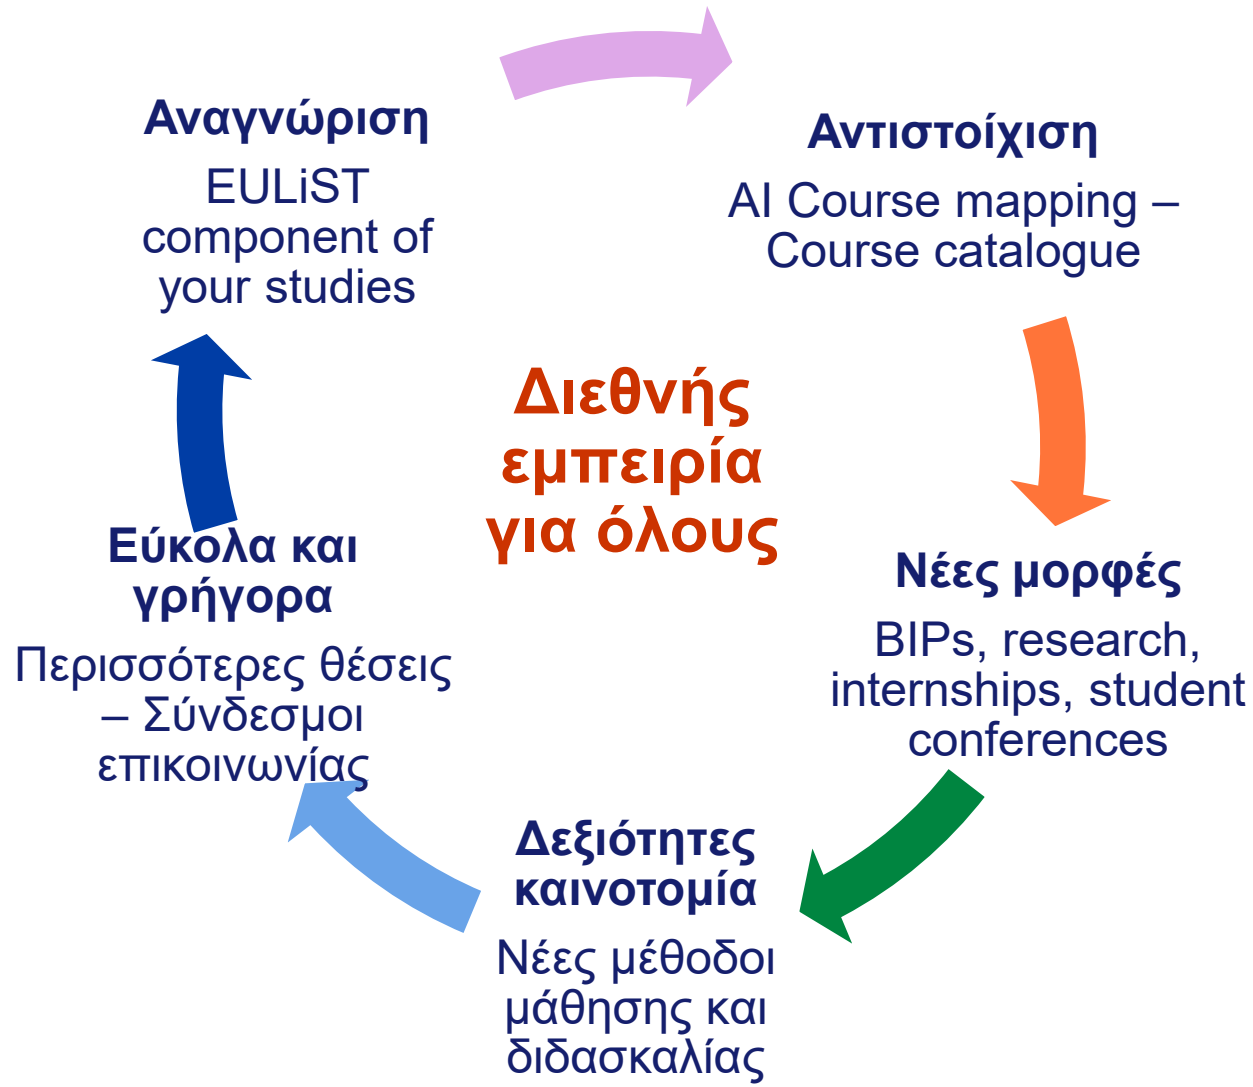 Αναγνώριση
EULiST
component of
your studies
Αντιστοίχιση
AI Course mapping –
Course catalogue
Διεθνής
εμπειρία
για όλους
Νέες μορφές
BIPs, research,
internships, student
conferences
Δεξιότητες
καινοτομία
Νέες μέθοδοι
μάθησης και
διδασκαλίας
Εύκολα και
γρήγορα
Περισσότερες θέσεις
– Σύνδεσμοι
επικοινωνίας